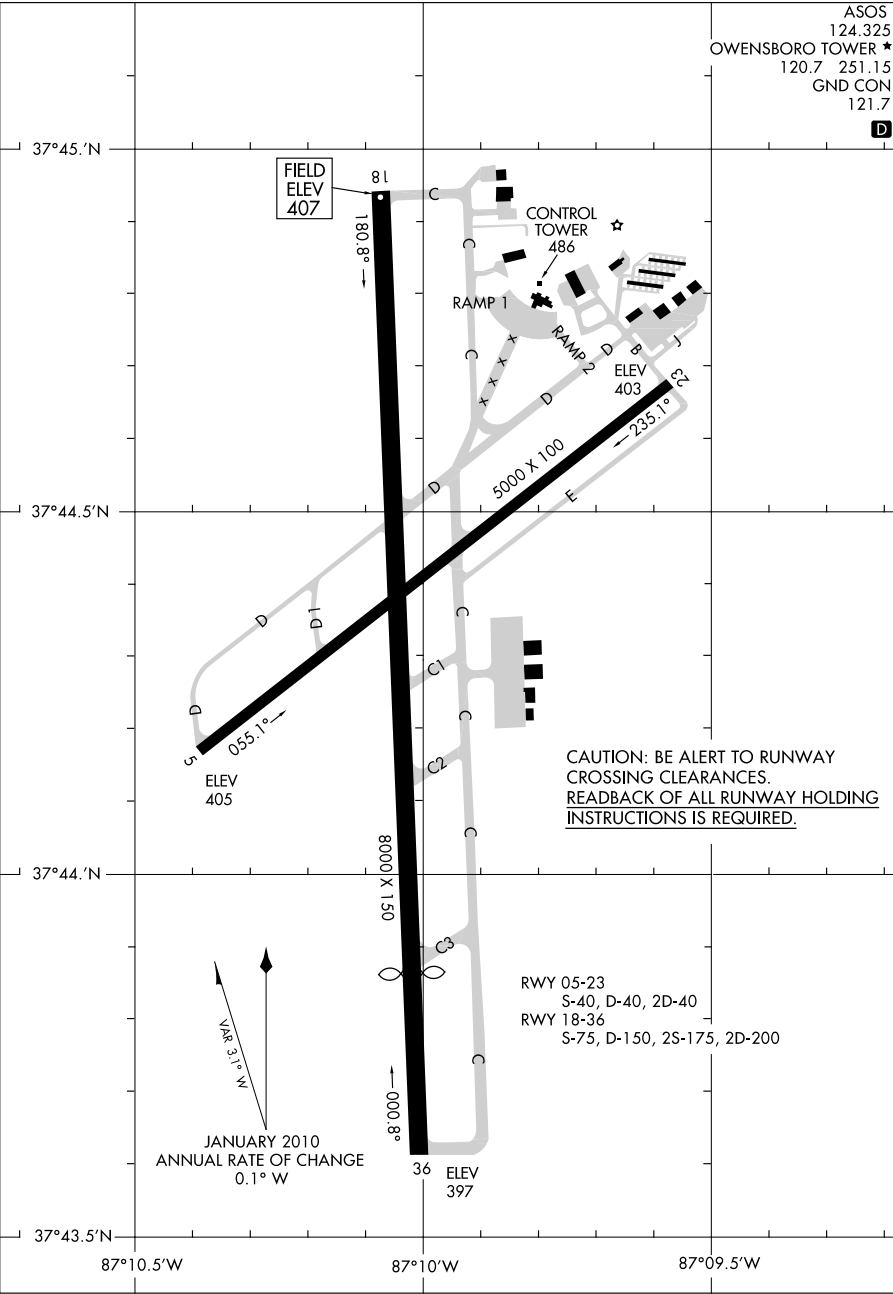 ASOS
124.325
OWENSBORO TOWER ★
120.7 251.15
GND CON
121.7
D
37°45.'N
FIELD
ELEV
407
18
180.8°
C
C
C
CONTROL
TOWER
486
RAMP 1
RAMP 2
D
B
J
ELEV
403
23
235.1°
D
5000 X 100
E
37°44.5'N
D
D
D 1
D
C
C1
C
C2
C
055.1°
5
ELEV
405
CAUTION: BE ALERT TO RUNWAY
CROSSING CLEARANCES.
READBACK OF ALL RUNWAY HOLDING
INSTRUCTIONS IS REQUIRED.
37°44.'N
8000 X 150
C3
C
RWY 05-23
S-40, D-40, 2D-40
RWY 18-36
S-75, D-150, 2S-175, 2D-200
VAR 3.1° W
JANUARY 2010
ANNUAL RATE OF CHANGE
0.1° W
000.8°
36
ELEV
397
37°43.5'N
87°10.5'W
87°10'W
87°09.5'W